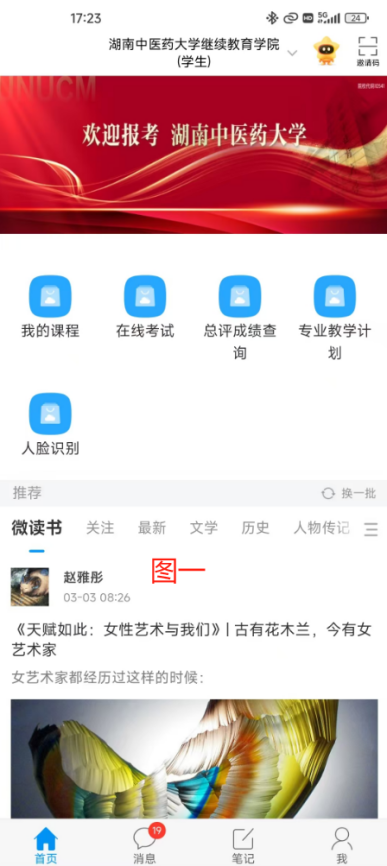 17:23
HD 5G 24
湖南中医药大学继续教育学院
(学生)
邀请码
UNUCM
欢迎报考 湖南中医药大学
我的课程
在线考试
总评成绩查
询
专业教学计
划
人脸识别
推荐
换一批
微读书 关注 最新 文学 历史 人物传记
图一
赵雅彤
03-03 08:26
《天赋如此：女性艺术与我们》| 古有花木兰，今有女
艺术家
女艺术家都经历过这样的时候：
19
首页 消息 笔记 我